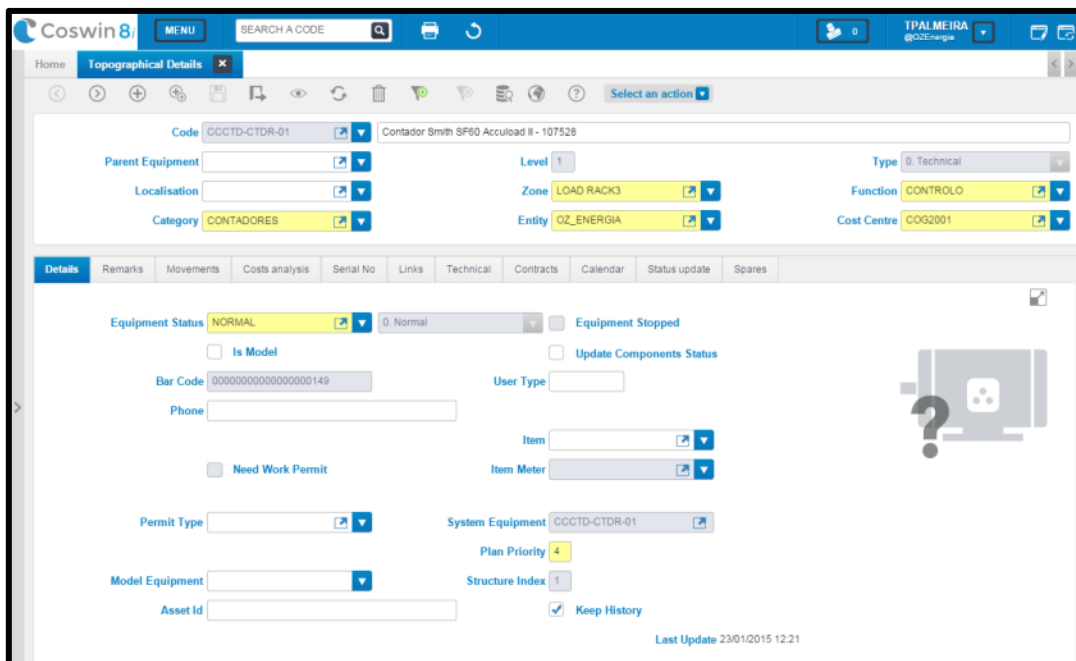 Coswin 8i MENU SEARCH A CODE 0 TPALMEIRA
@OZEnergia
Home Topographical Details
Select an action
Code CCCTD-CTDR-01 Contador Smith SF60 Accuload II - 107528
Parent Equipment Level 1 Type 0. Technical
Localisation Zone LOAD RACK3 Function CONTROLO
Category CONTADORES Entity OZ_ENERGIA Cost Centre COG2001
Details Remarks Movements Costs analysis Serial No Links Technical Contracts Calendar Status update Spares
Equipment Status NORMAL 0. Normal Equipment Stopped
Is Model Update Components Status
Bar Code 00000000000000000149 User Type
Phone
Item
Need Work Permit Item Meter
Permit Type System Equipment CCCTD-CTDR-01
Plan Priority 4
Model Equipment Structure Index 1
Asset Id Keep History
Last Update 23/01/2015 12:21